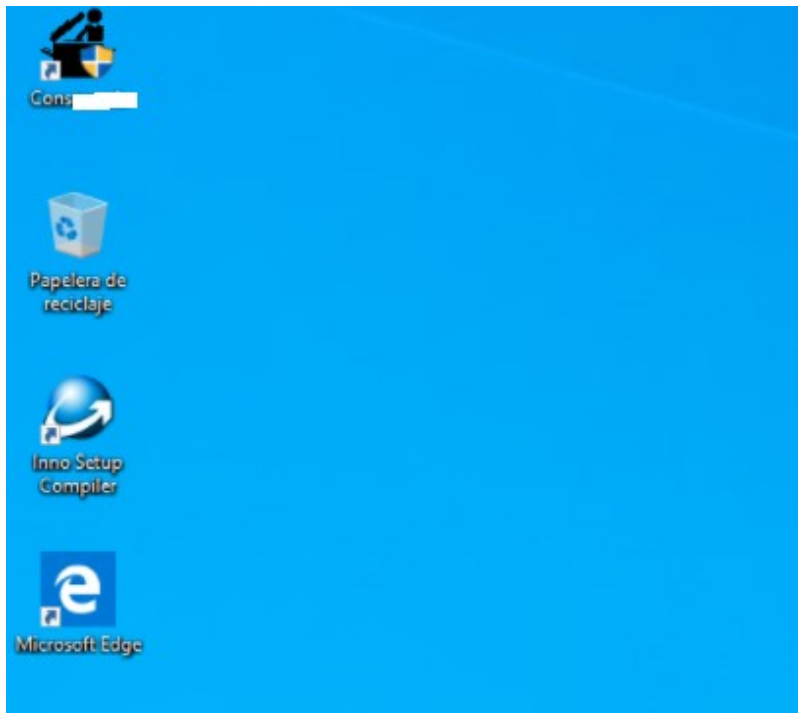 Cons
Papelera de
reciclaje
Inno Setup
Compiler
Microsoft Edge